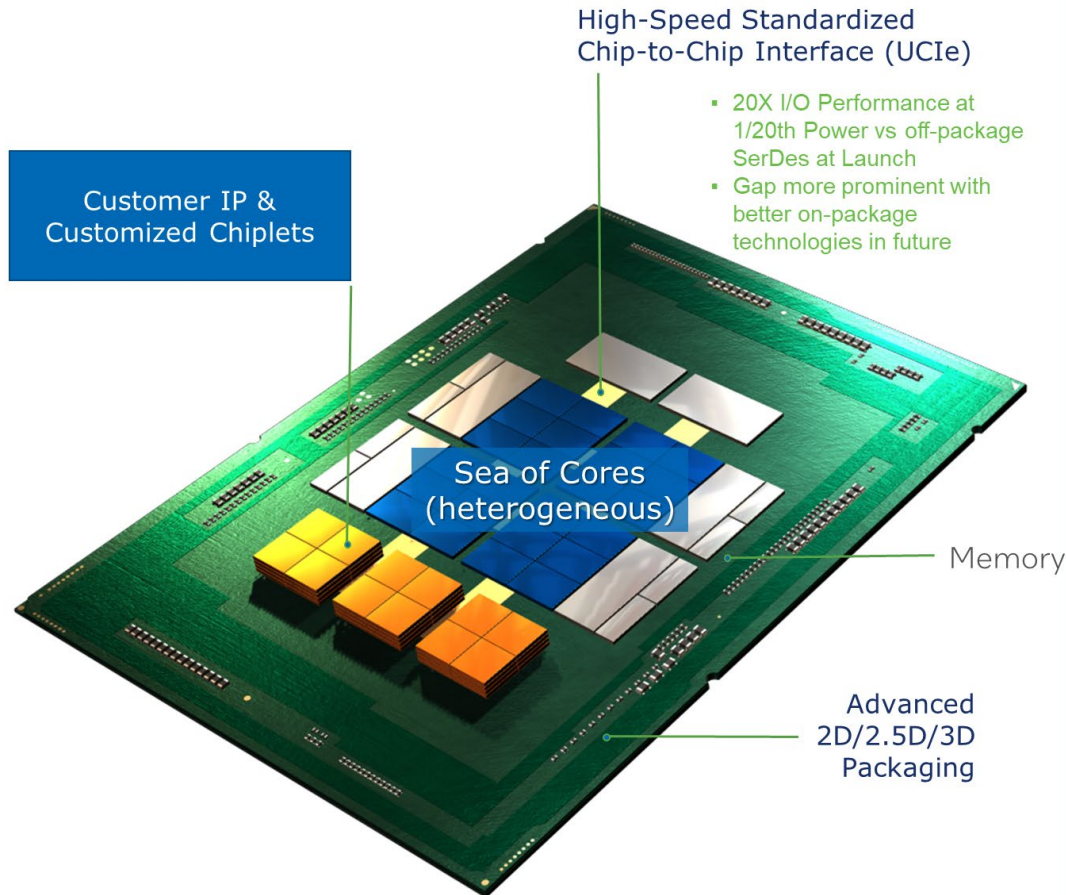 High-Speed Standardized
Chip-to-Chip Interface (UCIe)
▪ 20X I/O Performance at
1/20th Power vs off-package
SerDes at Launch
▪ Gap more prominent with
better on-package
technologies in future
Customer IP &
Customized Chiplets
Sea of Cores
(heterogeneous)
Memory
Advanced
2D/2.5D/3D
Packaging